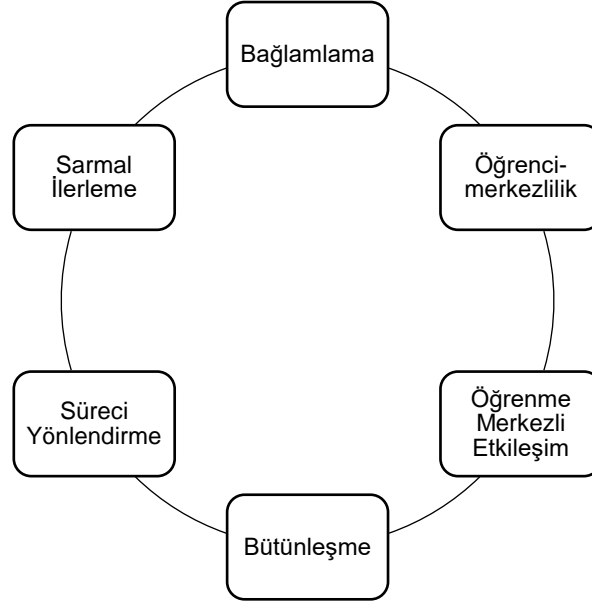 Bağlamlama
Öğrenci-
merkezlilik
Öğrenme
Merkezli
Etkileşim
Bütünleşme
Süreci
Yönlendirme
Sarmal
İlerleme